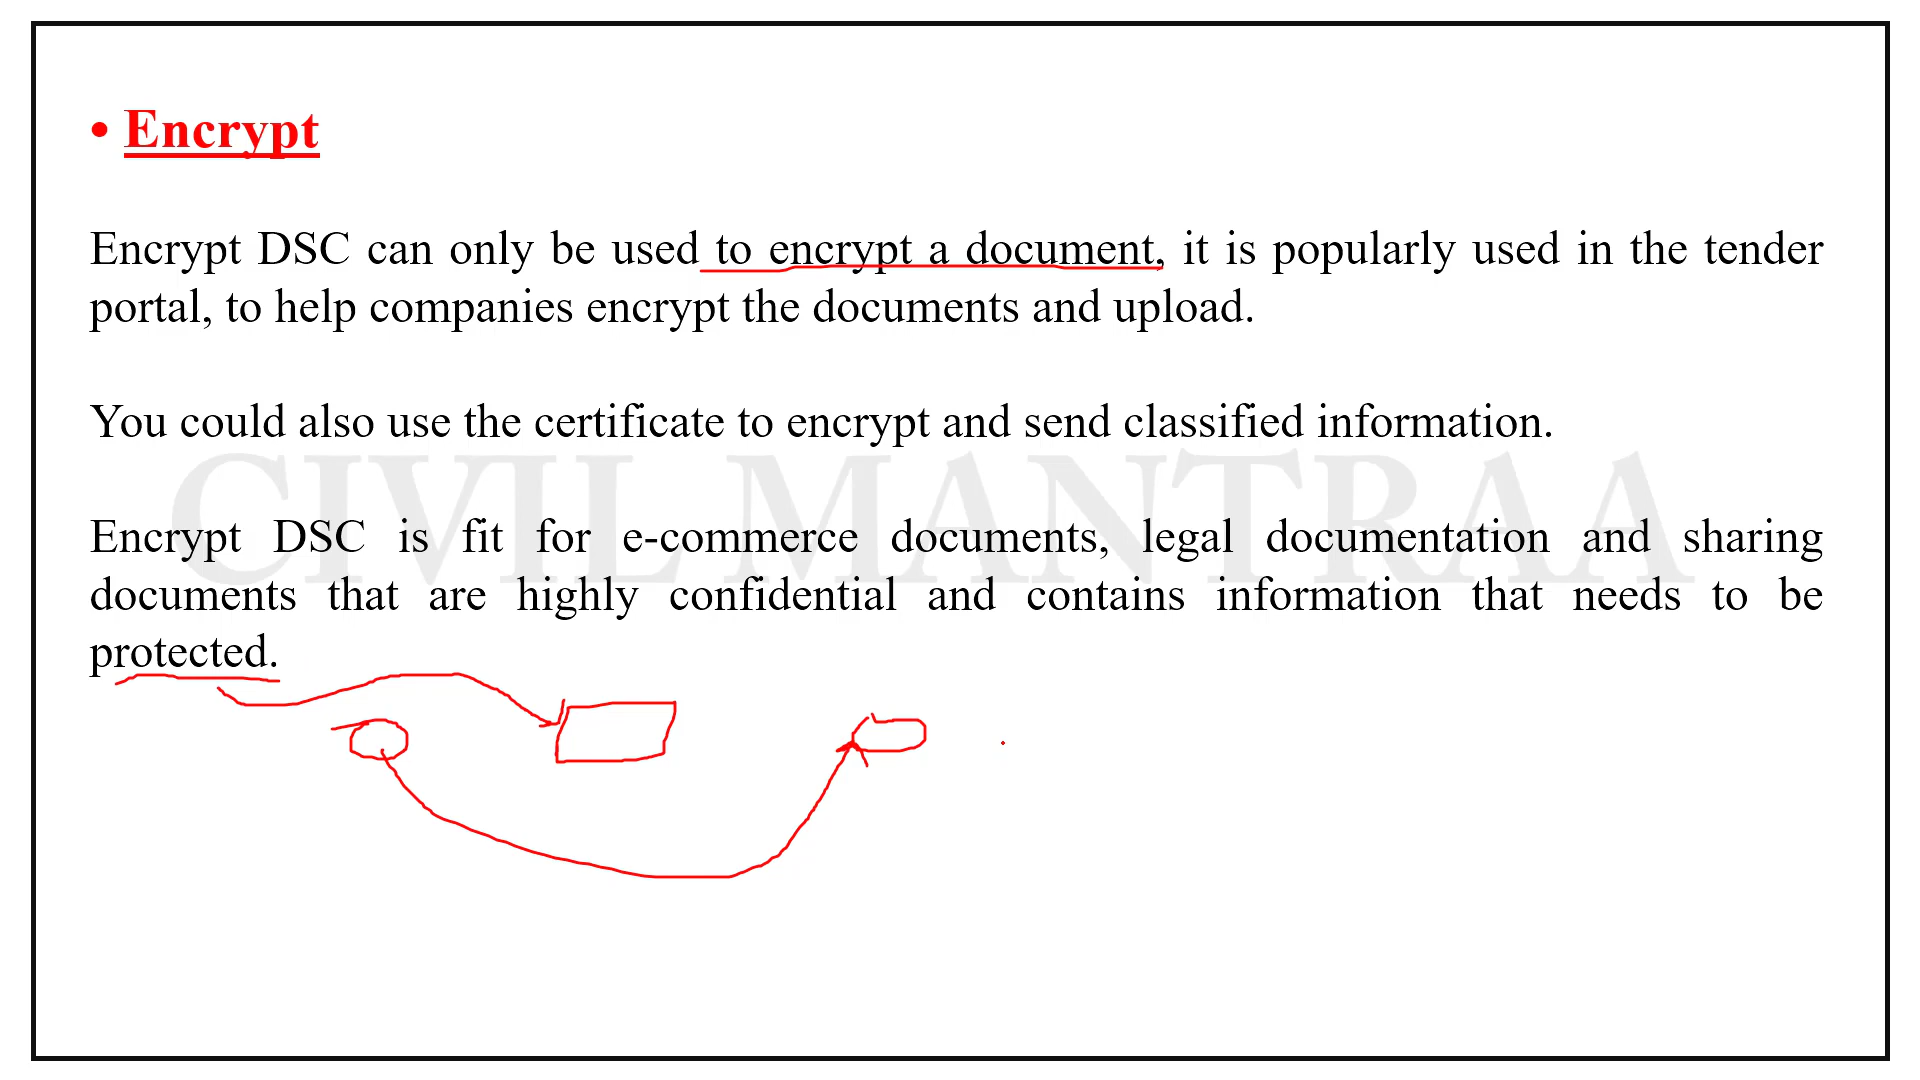 • Encrypt
Encrypt DSC can only be used to encrypt a document, it is popularly used in the tender
portal, to help companies encrypt the documents and upload.
You could also use the certificate to encrypt and send classified information.
CIVIL MANTRAA
Encrypt DSC is fit for e-commerce documents, legal documentation and sharing
documents that are highly confidential and contains information that needs to be
protected.